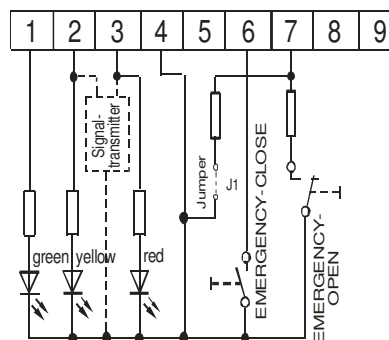 1 2 3 4 5 6 7 8 9
Signal-
transmitter
Jumper
J1
EMERGENCY-CLOSE
EMERGENCY-
OPEN
green yellow red